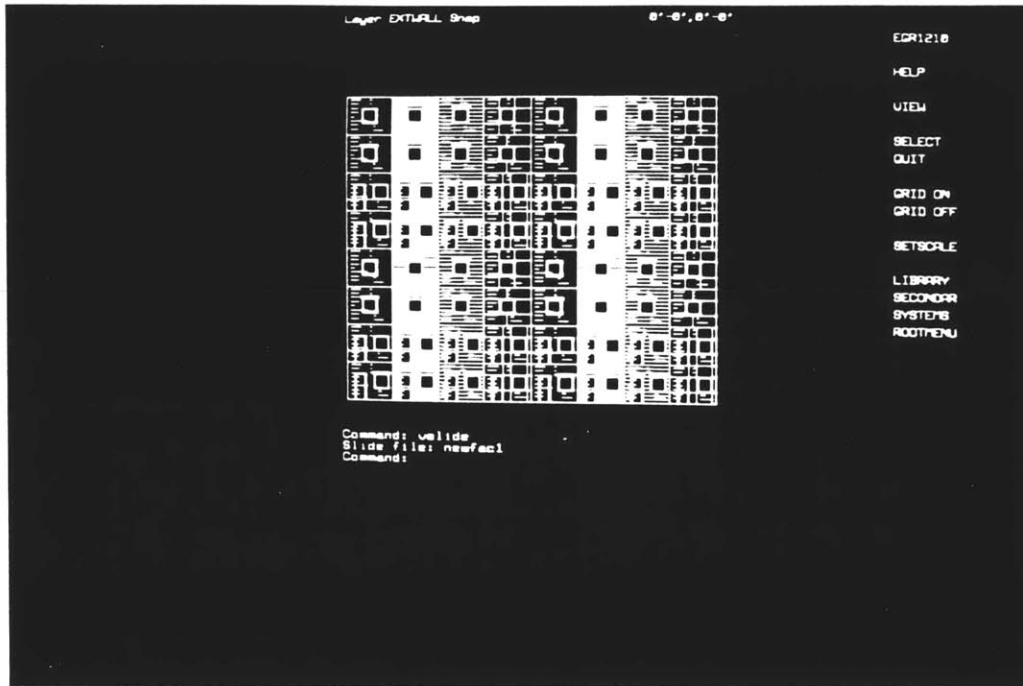 Layer EXTWALL Snap 0'-0",0'-0"
EGR1210
HELP
VIEW
SELECT
QUIT
GRID ON
GRID OFF
SETSCALE
LIBRARY
SECONDAR
SYSTEMS
ROOTMENU
Command: vslide
Slide file: newfac1
Command: